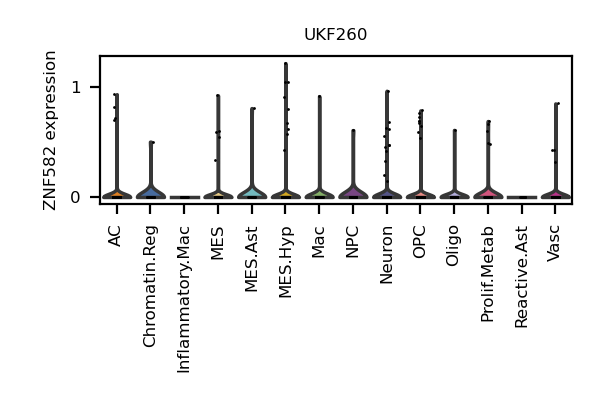 UKF260
ZNF582 expression
1
0
AC
Chromatin.Reg
Inflammatory.Mac
MES
MES.Ast
MES.Hyp
Mac
NPC
Neuron
OPC
Oligo
Prolif.Metab
Reactive.Ast
Vasc